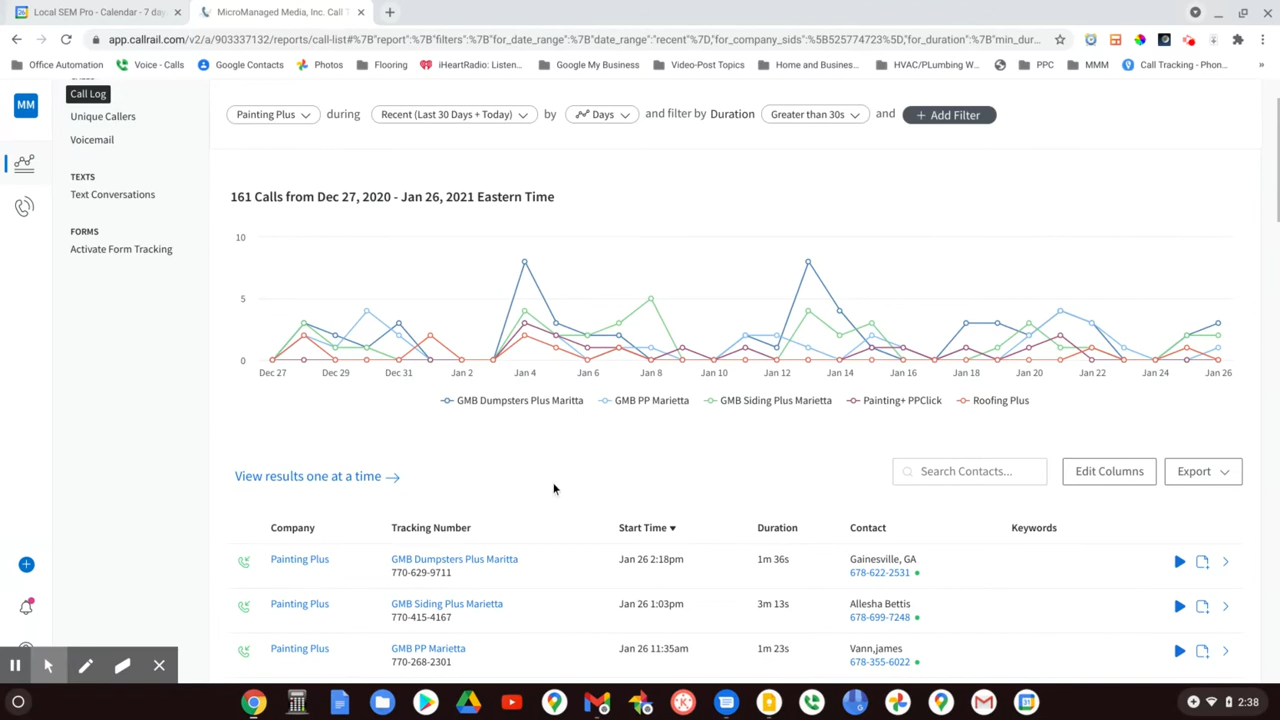 Local SEM Pro - Calendar - 7 day
MicroManaged Media, Inc. Call T
app.callrail.com/v2/a/903337132/reports/call-list#%7B"report":%7B"filters":%7B"for_date_range":%7B"date_range":"recent"%7D,"for_company_sids":%5B525774723%5D,"for_duration":%7B"min_dur...
Office Automation
Voice - Calls
Google Contacts
Photos
Flooring
iHeartRadio: Listen...
Google My Business
Video-Post Topics
Home and Busines...
HVAC/PLumbing W...
PPC
MMM
Call Tracking - Phon...
»
MM
Call Log
Unique Callers
Voicemail
TEXTS
Text Conversations
FORMS
Activate Form Tracking
Painting Plus during Recent (Last 30 Days + Today) by Days and filter by Duration Greater than 30s and + Add Filter
161 Calls from Dec 27, 2020 - Jan 26, 2021 Eastern Time
10
5
0
Dec 27 Dec 29 Dec 31 Jan 2 Jan 4 Jan 6 Jan 8 Jan 10 Jan 12 Jan 14 Jan 16 Jan 18 Jan 20 Jan 22 Jan 24 Jan 26
GMB Dumpsters Plus Maritta GMB PP Marietta GMB Siding Plus Marietta Painting+ PPClick Roofing Plus
View results one at a time →
Search Contacts...
Edit Columns
Export
Company Tracking Number Start Time Duration Contact Keywords
Painting Plus GMB Dumpsters Plus Maritta Jan 26 2:18pm 1m 36s Gainesville, GA
770-629-9711 678-622-2531
Painting Plus GMB Siding Plus Marietta Jan 26 1:03pm 3m 13s Allesha Bettis
770-415-4167 678-699-7248
Painting Plus GMB PP Marietta Jan 26 11:35am 1m 23s Vann,james
770-268-2301 678-355-6022
2:38